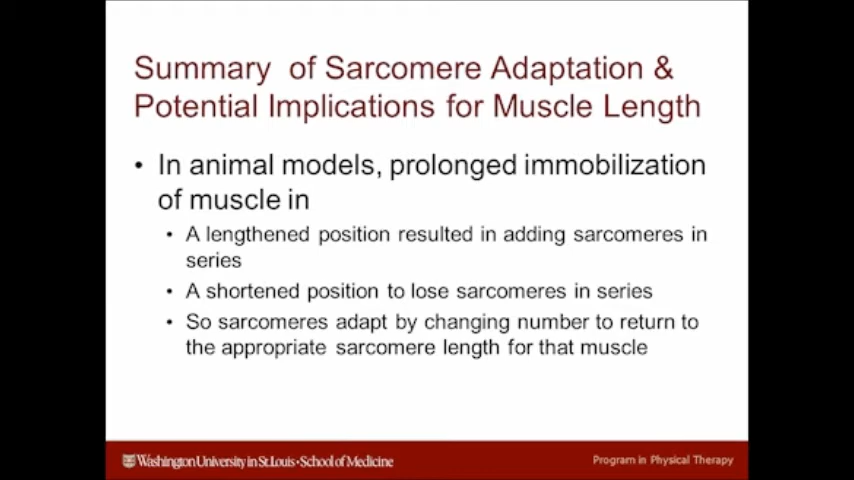 Summary of Sarcomere Adaptation &
Potential Implications for Muscle Length
• In animal models, prolonged immobilization
of muscle in
• A lengthened position resulted in adding sarcomeres in
series
• A shortened position to lose sarcomeres in series
• So sarcomeres adapt by changing number to return to
the appropriate sarcomere length for that muscle
Washington University in St. Louis • School of Medicine
Program in Physical Therapy